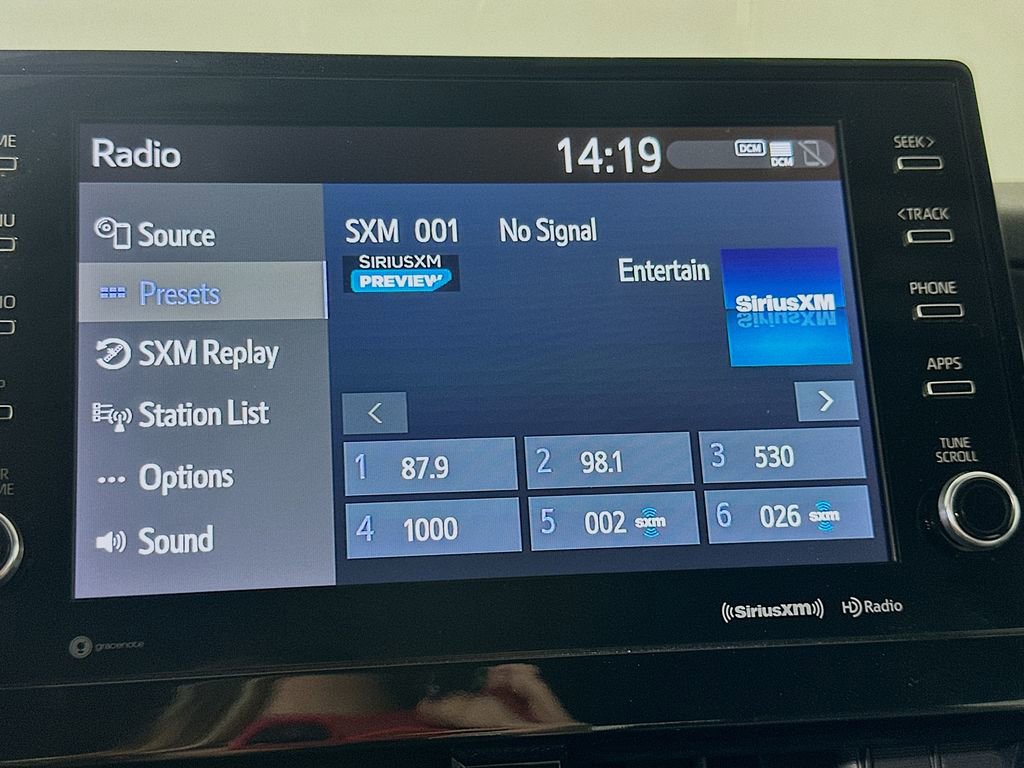 Radio
14:19
DCM
DCM
Source
Presets
SXM Replay
Station List
Options
Sound
SXM 001 No Signal
SIRIUSXM
PREVIEW
Entertain
SiriusXM
<
>
1 87.9
2 98.1
3 530
4 1000
5 002 sxm
6 026 sxm
SEEK>
<TRACK
PHONE
APPS
TUNE
SCROLL
SiriusXM
HD Radio
gracenote